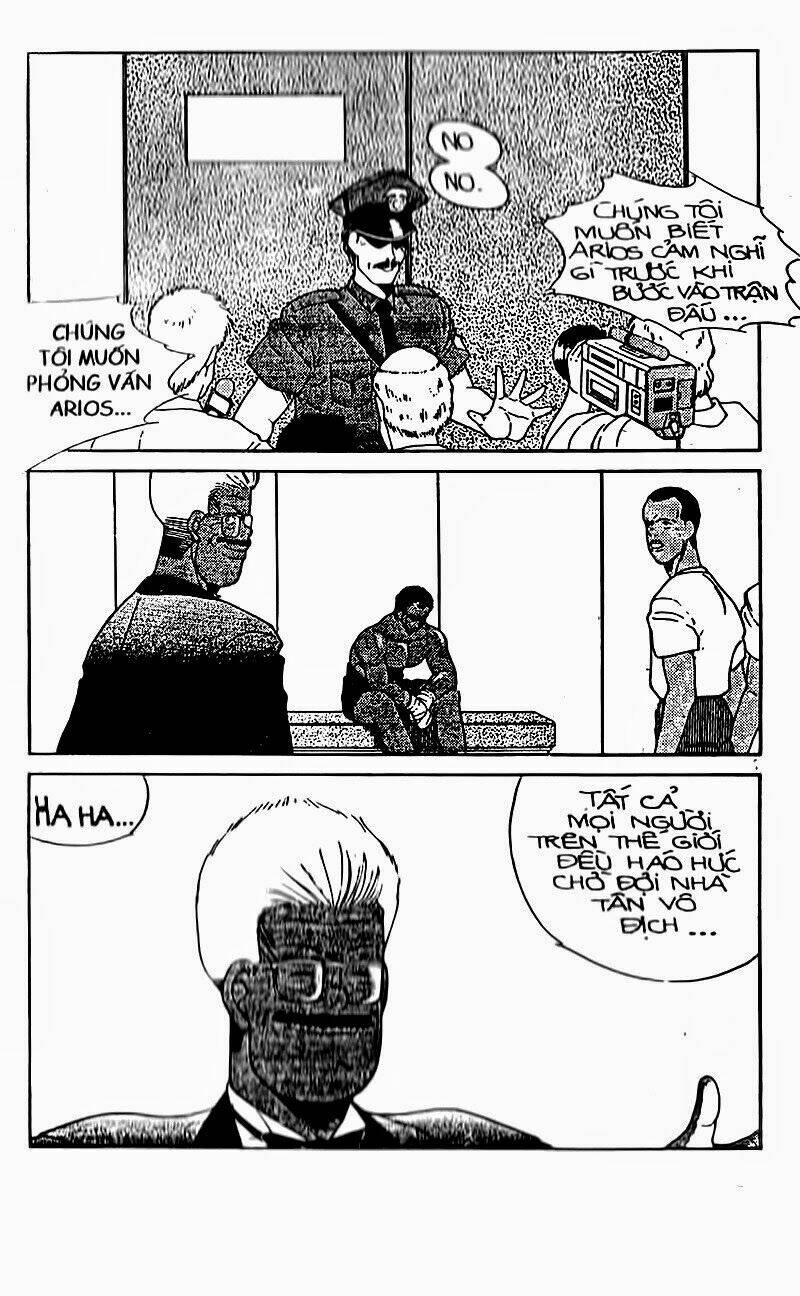 NO
NO.
CHÚNG TÔI
MUỐN BIẾT
ARIOS CẢM NGHĨ
GÌ TRƯỚC KHI
BƯỚC VÀO TRẬN
ĐẤU ...
CHÚNG
TÔI MUỐN
PHỎNG VẤN
ARIOS...
HA HA...
TẤT CẢ
MỌI NGƯỜI
TRÊN THẾ GIỚI
ĐỀU HÁO HỨC
CHỜ ĐỢI NHÀ
TÂN VÔ
ĐỊCH ...